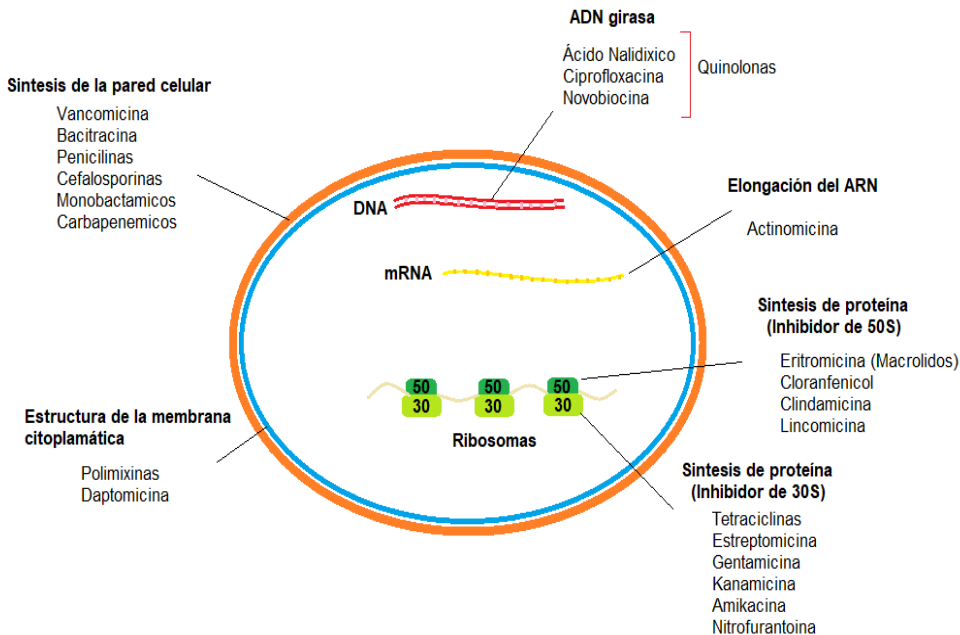 ADN girasa
Ácido Nalidixico
Ciprofloxacina
Novobiocina
Quinolonas
Sintesis de la pared celular
Vancomicina
Bacitracina
Penicilinas
Cefalosporinas
Monobactamicos
Carbapenemicos
DNA
Elongación del ARN
Actinomicina
mRNA
Sintesis de proteína
(Inhibidor de 50S)
Eritromicina (Macrolidos)
Cloranfenicol
Clindamicina
Lincomicina
50 50 50
30 30 30
Ribosomas
Estructura de la membrana
citoplamática
Polimixinas
Daptomicina
Sintesis de proteína
(Inhibidor de 30S)
Tetraciclinas
Estreptomicina
Gentamicina
Kanamicina
Amikacina
Nitrofurantoina